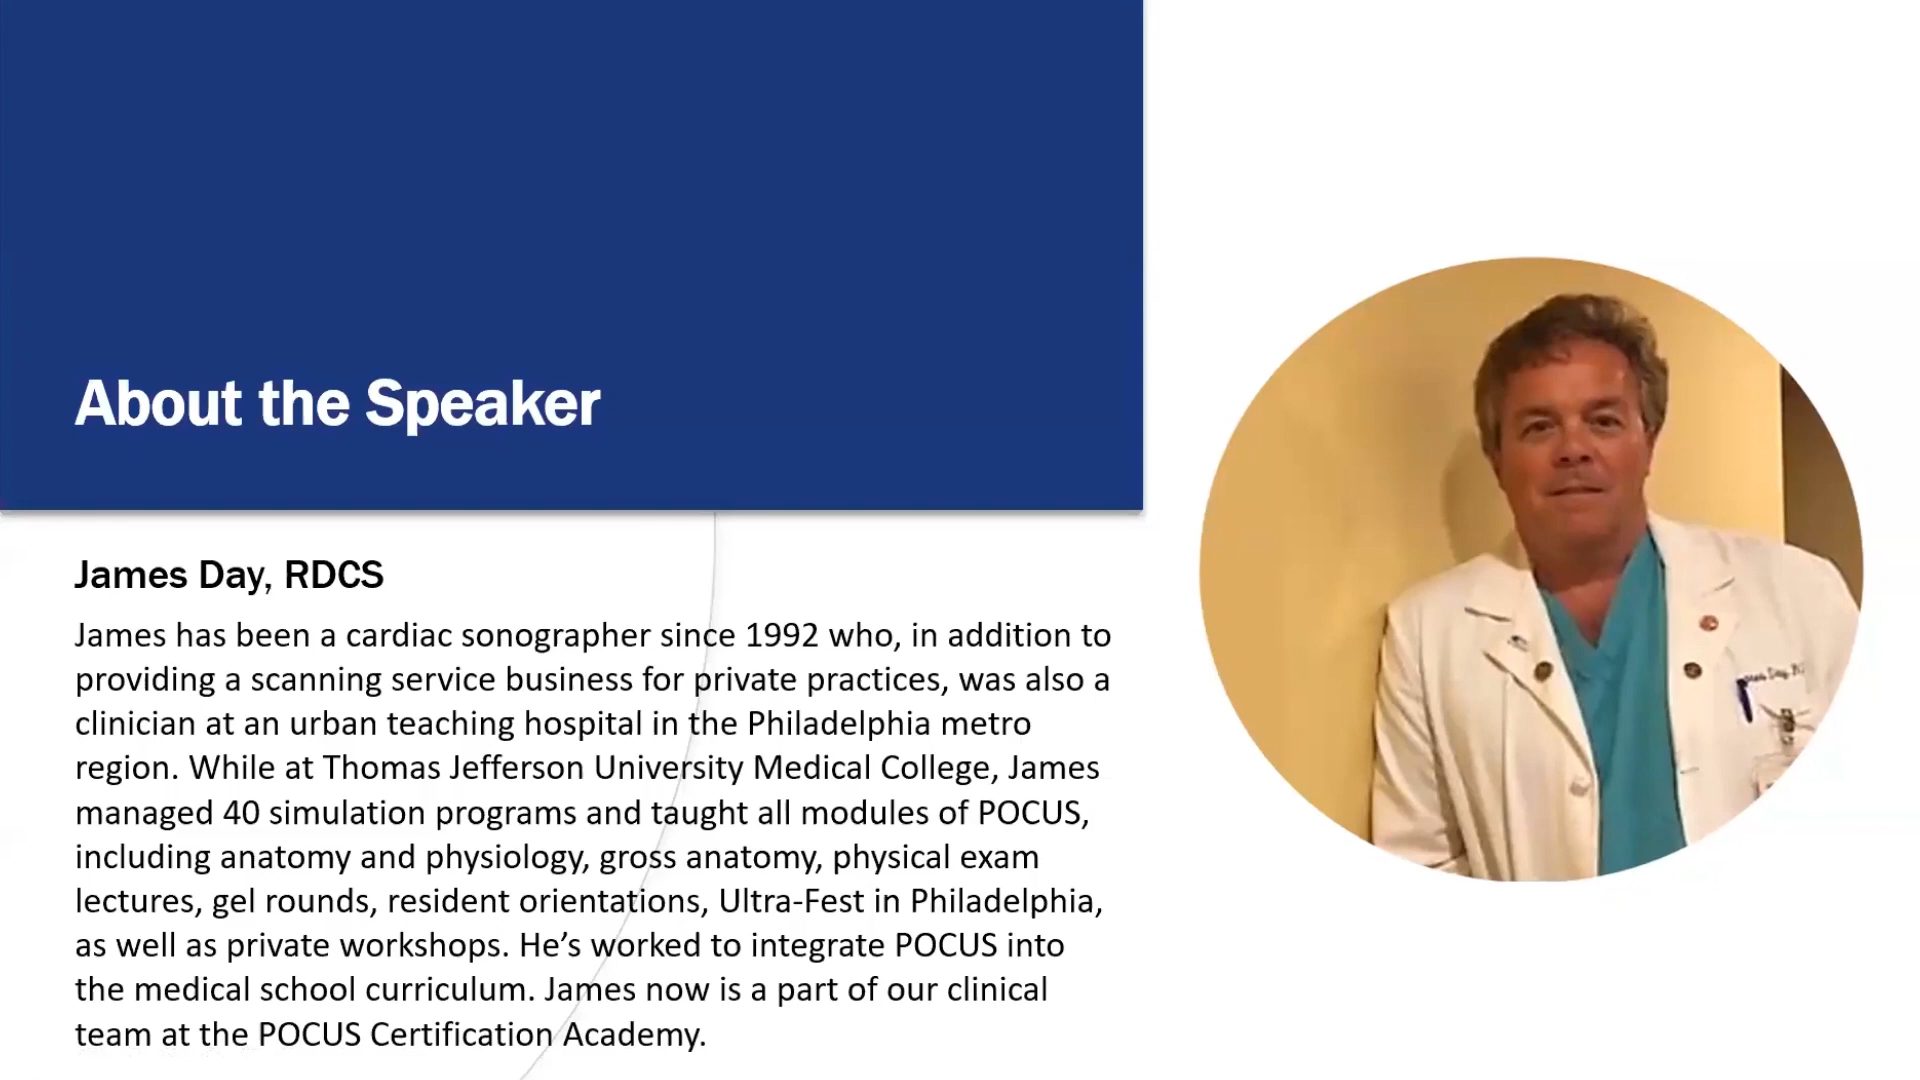 About the Speaker
James Day, RDCS
James has been a cardiac sonographer since 1992 who, in addition to
providing a scanning service business for private practices, was also a
clinician at an urban teaching hospital in the Philadelphia metro
region. While at Thomas Jefferson University Medical College, James
managed 40 simulation programs and taught all modules of POCUS,
including anatomy and physiology, gross anatomy, physical exam
lectures, gel rounds, resident orientations, Ultra-Fest in Philadelphia,
as well as private workshops. He’s worked to integrate POCUS into
the medical school curriculum. James now is a part of our clinical
team at the POCUS Certification Academy.